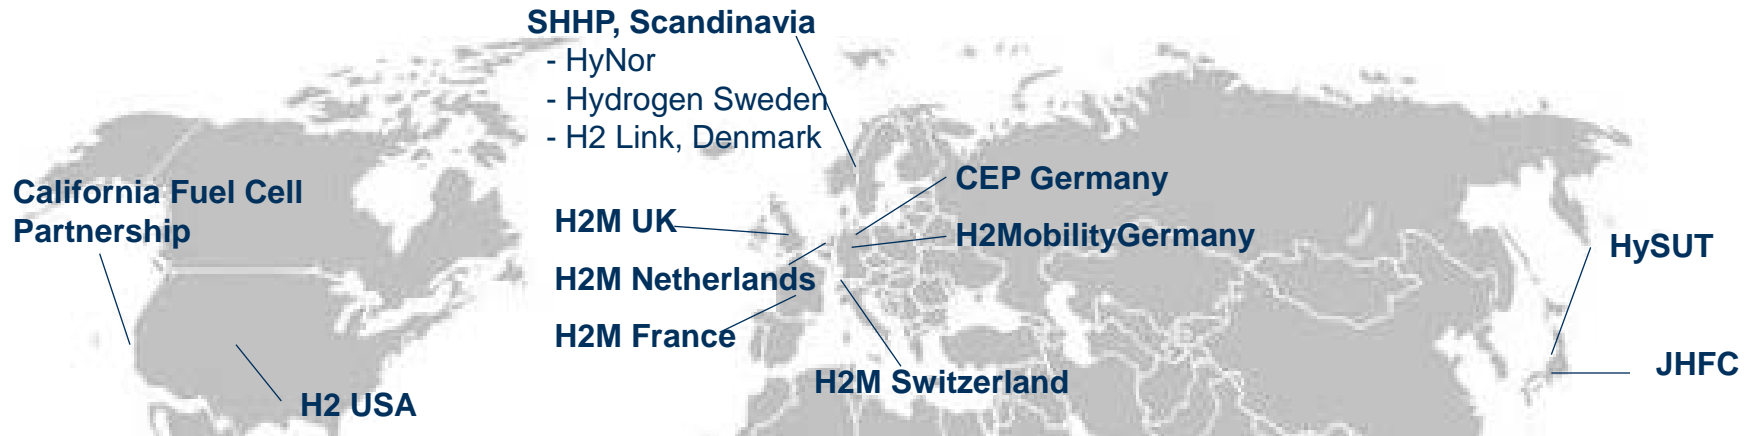 SHHP, Scandinavia
- HyNor
- Hydrogen Sweden
- H2 Link, Denmark
California Fuel Cell
Partnership
CEP Germany
H2M UK
H2MobilityGermany
HySUT
H2M Netherlands
H2M France
JHFC
H2M Switzerland
H2 USA